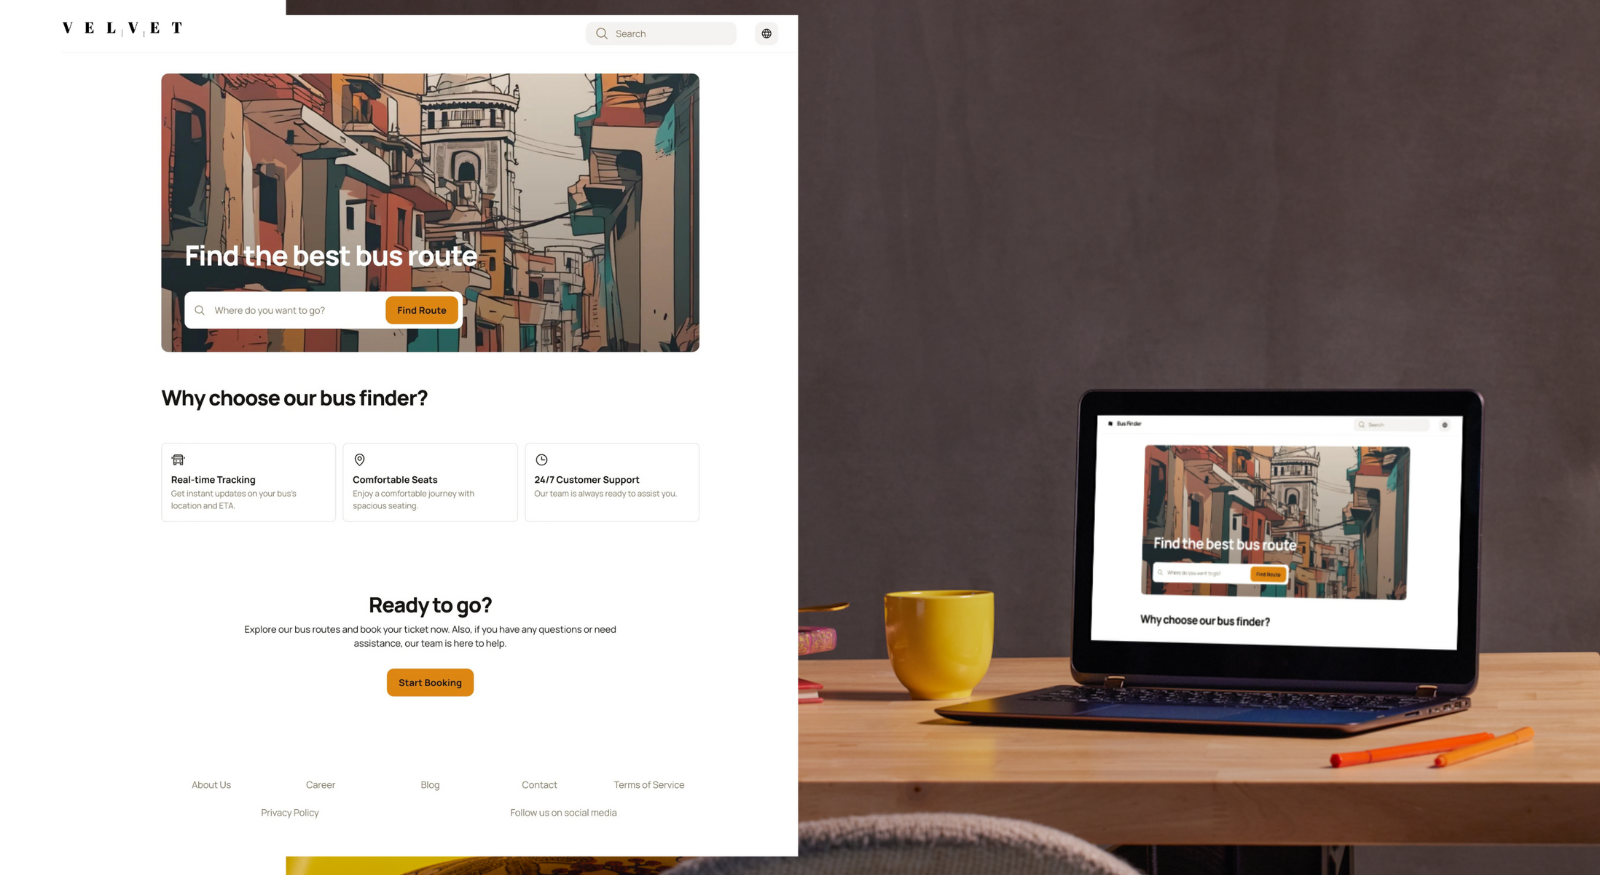 VELVET
Search
Find the best bus route
Where do you want to go?
Find Route
Why choose our bus finder?
Real-time Tracking
Get instant updates on your bus's
location and ETA.
Comfortable Seats
Enjoy a comfortable journey with
spacious seating.
24/7 Customer Support
Our team is always ready to assist you.
Ready to go?
Explore our bus routes and book your ticket now. Also, if you have any questions or need
assistance, our team is here to help.
Start Booking
About Us
Career
Blog
Contact
Terms of Service
Privacy Policy
Follow us on social media
Bus Finder
Search
Find the best bus route
Where do you want to go?
Find Route
Why choose our bus finder?